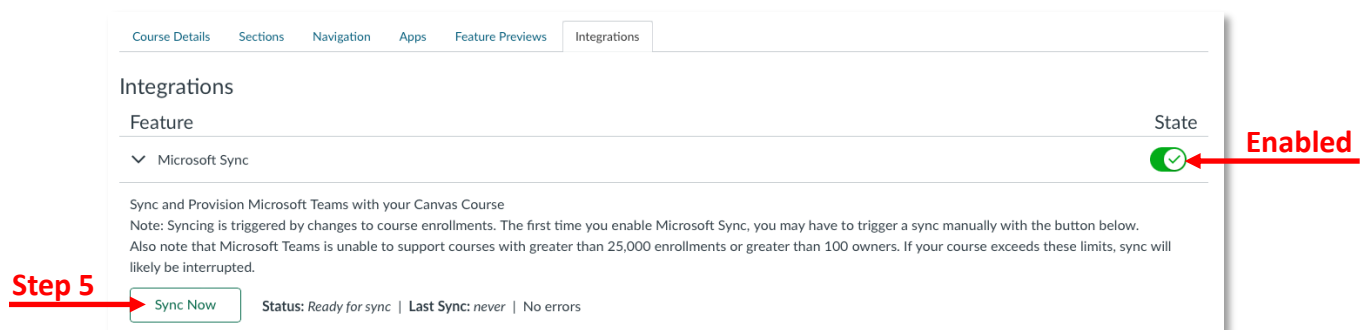 Course Details Sections Navigation Apps Feature Previews Integrations
Integrations
Feature State
Enabled
Microsoft Sync
Sync and Provision Microsoft Teams with your Canvas Course
Note: Syncing is triggered by changes to course enrollments. The first time you enable Microsoft Sync, you may have to trigger a sync manually with the button below.
Also note that Microsoft Teams is unable to support courses with greater than 25,000 enrollments or greater than 100 owners. If your course exceeds these limits, sync will
likely be interrupted.
Step 5
Sync Now Status: Ready for sync | Last Sync: never | No errors